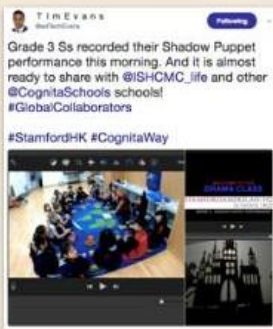 Tim Evans
Following
Grade 3 Ss recorded their Shadow Puppet
performance this morning. And it is almost
ready to share with @ISHCMC_life and other
@CognitaSchools schools!
#GlobalCollaborators
#StamfordHK #CognitaWay
DRAMA CLASS